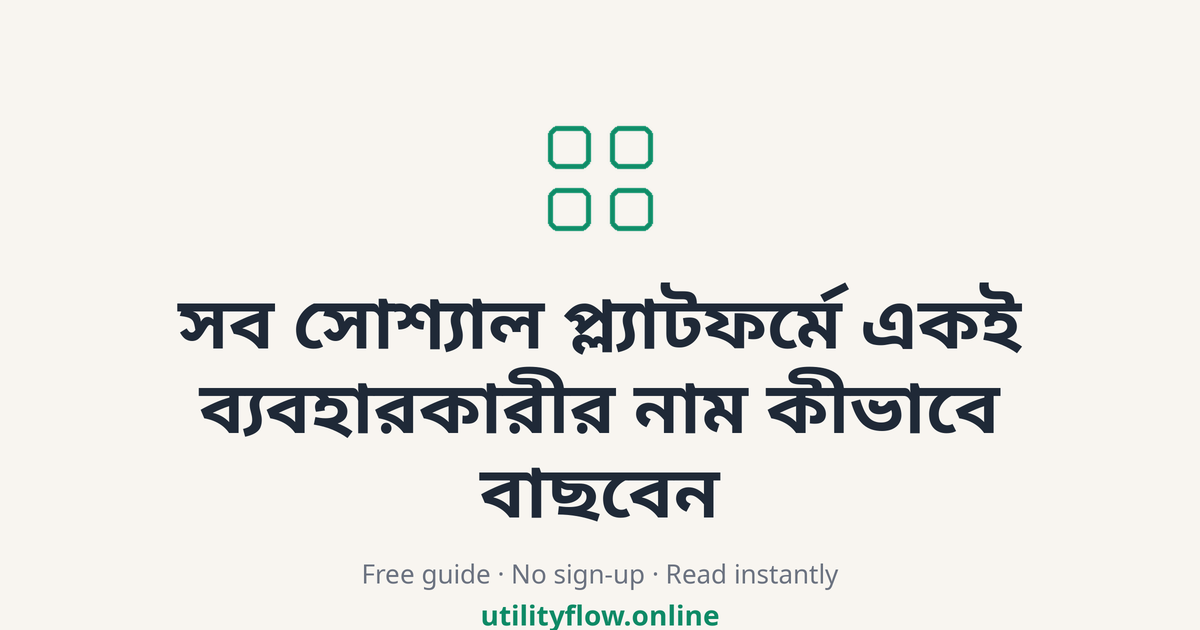 সব সোশ্যাল প্ল্যাটফর্মে একই
ব্যবহারকারীর নাম কীভাবে
বাছবেন
Free guide · No sign-up · Read instantly
utilityflow.online